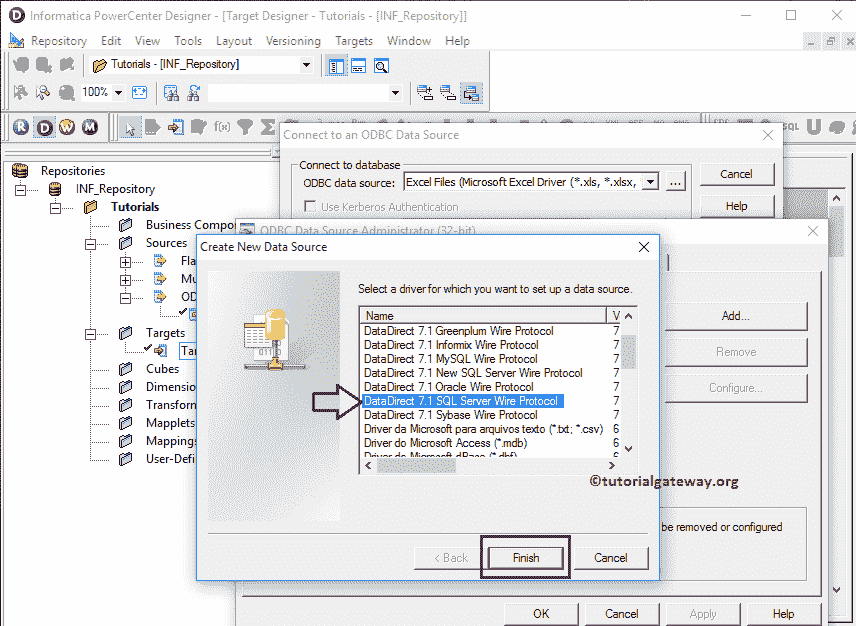 Informatica PowerCenter Designer - [Target Designer - Tutorials - [INF_Repository]]
Repository Edit View Tools Layout Versioning Targets Window Help
Tutorials - [INF_Repository]
100%
R D W M f(x) Σ
Connect to an ODBC Data Source
Connect to database
ODBC data source: Excel Files (Microsoft Excel Driver (*.xls, *.xlsx, ...
Cancel
Use Kerberos Authentication
Help
Repositories
INF_Repository
Tutorials
Business Compo
Sources
Fla
Mu
OD
Targets
Tar
Cubes
Dimensio
Transform
Mapplets
Mappings
User-Defi
ODBC Data Source Administrator (32-bit)
Add...
Remove
Configure...
be removed or configured
OK Cancel Apply Help
Create New Data Source
Select a driver for which you want to set up a data source.
Name V
DataDirect 7.1 Greenplum Wire Protocol 7
DataDirect 7.1 Informix Wire Protocol 7
DataDirect 7.1 MySQL Wire Protocol 7
DataDirect 7.1 New SQL Server Wire Protocol 7
DataDirect 7.1 Oracle Wire Protocol 7
DataDirect 7.1 SQL Server Wire Protocol 7
DataDirect 7.1 Sybase Wire Protocol 7
Driver da Microsoft para arquivos texto (*.txt; *.csv) 6
Driver do Microsoft Access (*.mdb) 6
Driver do Microsoft dBase (*.dbf) 6
©tutorialgateway.org
< Back Finish Cancel